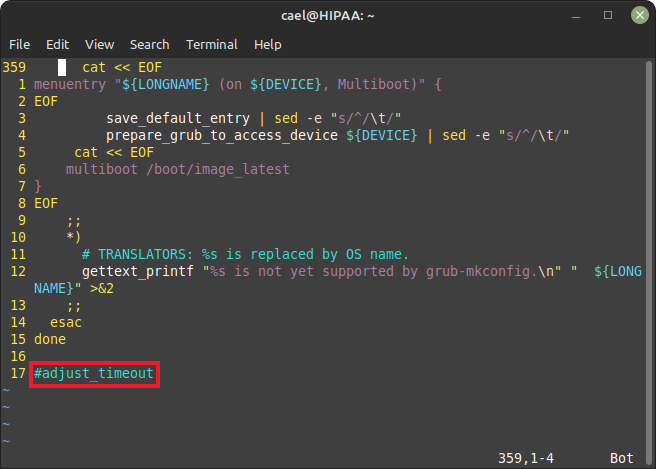 cael@HIPAA: ~
File Edit View Search Terminal Help
359 cat << EOF
1 menuentry "${LONGNAME} (on ${DEVICE}, Multiboot)" {
2 EOF
3 save_default_entry | sed -e "s/^/\t/"
4 prepare_grub_to_access_device ${DEVICE} | sed -e "s/^/\t/"
5 cat << EOF
6 multiboot /boot/image_latest
7 }
8 EOF
9 ;;
10 *)
11 # TRANSLATORS: %s is replaced by OS name.
12 gettext_printf "%s is not yet supported by grub-mkconfig.\n" "  ${LONG
NAME}" >&2
13 ;;
14 esac
15 done
16
17 #adjust_timeout
~
~
~
~
359,1-4 Bot